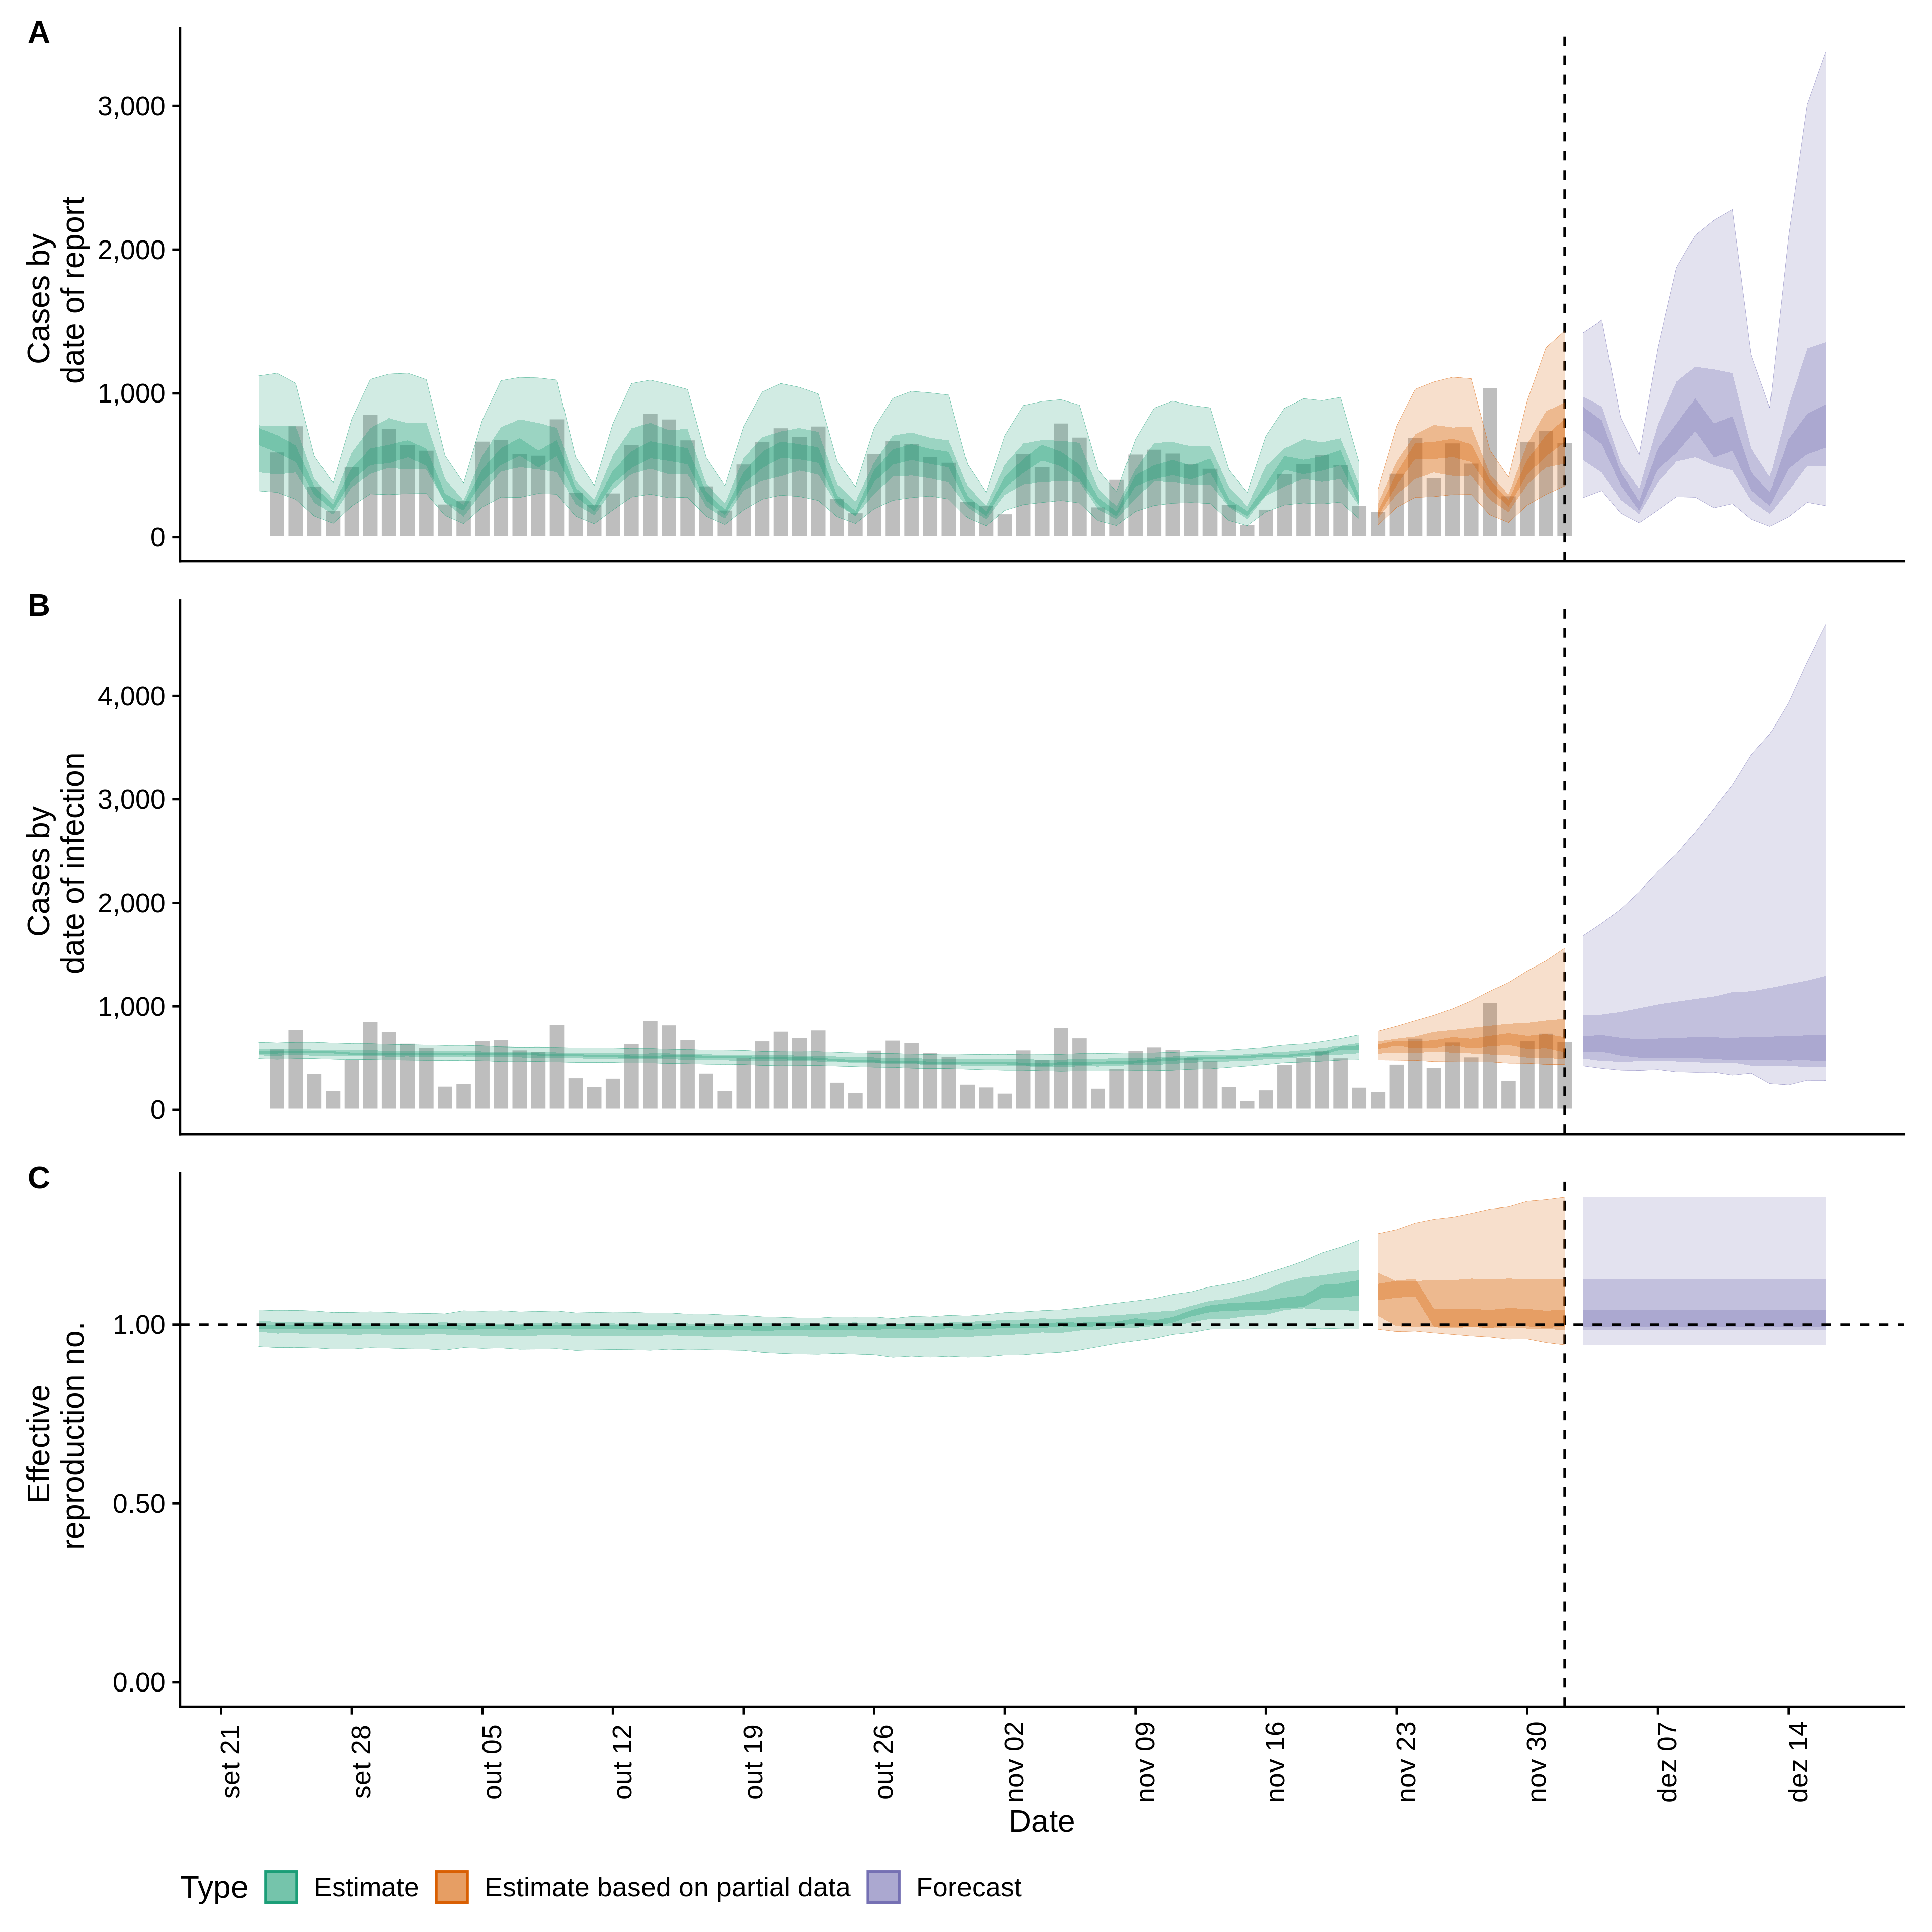 A
Cases by
date of report
3,000
2,000
1,000
0
B
Cases by
date of infection
4,000
3,000
2,000
1,000
0
C
Effective
reproduction no.
1.00
0.50
0.00
set 21
set 28
out 05
out 12
out 19
out 26
nov 02
nov 09
nov 16
nov 23
nov 30
dez 07
dez 14
Date
Type
Estimate
Estimate based on partial data
Forecast